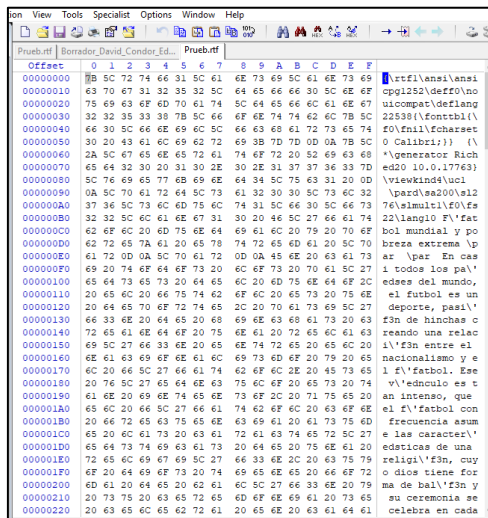 ion View Tools Specialist Options Window Help
Prueb.rtf Borrador_David_Condor_Ed... Prueb.rtf
Offset 0 1 2 3 4 5 6 7 8 9 A B C D E F
00000000 7B 5C 72 74 66 31 5C 61 6E 73 69 5C 61 6E 73 69 {\rtf1\ansi\ansi
00000010 63 70 67 31 32 35 32 5C 64 65 66 66 30 5C 6E 6F cpg1252\deff0\no
00000020 75 69 63 6F 6D 70 61 74 5C 64 65 66 6C 61 6E 67 uicompat\deflang
00000030 32 32 35 33 38 7B 5C 66 6F 6E 74 74 62 6C 7B 5C 22538{\fonttbl{\
00000040 66 30 5C 66 6E 69 6C 5C 66 63 68 61 72 73 65 74 f0\fnil\fcharset
00000050 30 20 43 61 6C 69 62 72 69 3B 7D 7D 0D 0A 7B 5C 0 Calibri;}} {\
00000060 2A 5C 67 65 6E 65 72 61 74 6F 72 20 52 69 63 68 *\generator Rich
00000070 65 64 32 30 20 31 30 2E 30 2E 31 37 37 36 33 7D ed20 10.0.17763}
00000080 5C 76 69 65 77 6B 69 6E 64 34 5C 75 63 31 20 0D \viewkind4\uc1
00000090 0A 5C 70 61 72 64 5C 73 61 32 30 30 5C 73 6C 32 \pard\sa200\sl2
000000A0 37 36 5C 73 6C 6D 75 6C 74 31 5C 66 30 5C 66 73 76\slmult1\f0\fs
000000B0 32 32 5C 6C 61 6E 67 31 30 20 46 5C 27 66 61 74 22\lang10 F\'fat
000000C0 62 6F 6C 20 6D 75 6E 64 69 61 6C 20 79 20 70 6F bol mundial y po
000000D0 62 72 65 7A 61 20 65 78 74 72 65 6D 61 20 5C 70 breza extrema \p
000000E0 61 72 0D 0A 5C 70 61 72 0D 0A 45 6E 20 63 61 73 ar \par En cas
000000F0 69 20 74 6F 64 6F 73 20 6C 6F 73 20 70 61 5C 27 i todos los pa\'
00000100 65 64 73 65 73 20 64 65 6C 20 6D 75 6E 64 6F 2C edses del mundo,
00000110 20 65 6C 20 66 75 74 62 6F 6C 20 65 73 20 75 6E el futbol es un
00000120 20 64 65 70 6F 72 74 65 2C 20 70 61 73 69 5C 27 deporte, pasi\'
00000130 66 33 6E 20 64 65 20 68 69 6E 63 68 61 73 20 63 f3n de hinchas c
00000140 72 65 61 6E 64 6F 20 75 6E 61 20 72 65 6C 61 63 reando una relac
00000150 69 5C 27 66 33 6E 20 65 6E 74 72 65 20 65 6C 20 i\'f3n entre el
00000160 6E 61 63 69 6F 6E 61 6C 69 73 6D 6F 20 79 20 65 nacionalismo y e
00000170 6C 20 66 5C 27 66 61 74 62 6F 6C 2E 20 45 73 65 l f\'fatbol. Ese
00000180 20 76 5C 27 65 64 6E 63 75 6C 6F 20 65 73 20 74 v\'ednculo es t
00000190 61 6E 20 69 6E 74 65 6E 73 6F 2C 20 71 75 65 20 an intenso, que
000001A0 65 6C 20 66 5C 27 66 61 74 62 6F 6C 20 63 6F 6E el f\'fatbol con
000001B0 20 66 72 65 63 75 65 6E 63 69 61 20 61 73 75 6D frecuencia asum
000001C0 65 20 6C 61 73 20 63 61 72 61 63 74 65 72 5C 27 e las caracter\'
000001D0 65 64 73 74 69 63 61 73 20 64 65 20 75 6E 61 20 edsticas de una
000001E0 72 65 6C 69 67 69 5C 27 66 33 6E 2C 20 63 75 79 religi\'f3n, cuy
000001F0 6F 20 64 69 6F 73 20 74 69 65 6E 65 20 66 6F 72 o dios tiene for
00000200 6D 61 20 64 65 20 62 61 6C 5C 27 66 33 6E 20 79 ma de bal\'f3n y
00000210 20 73 75 20 63 65 72 65 6D 6F 6E 69 61 20 73 65 su ceremonia se
00000220 20 63 65 6C 65 62 72 61 20 65 6E 20 63 61 64 61 celebra en cada